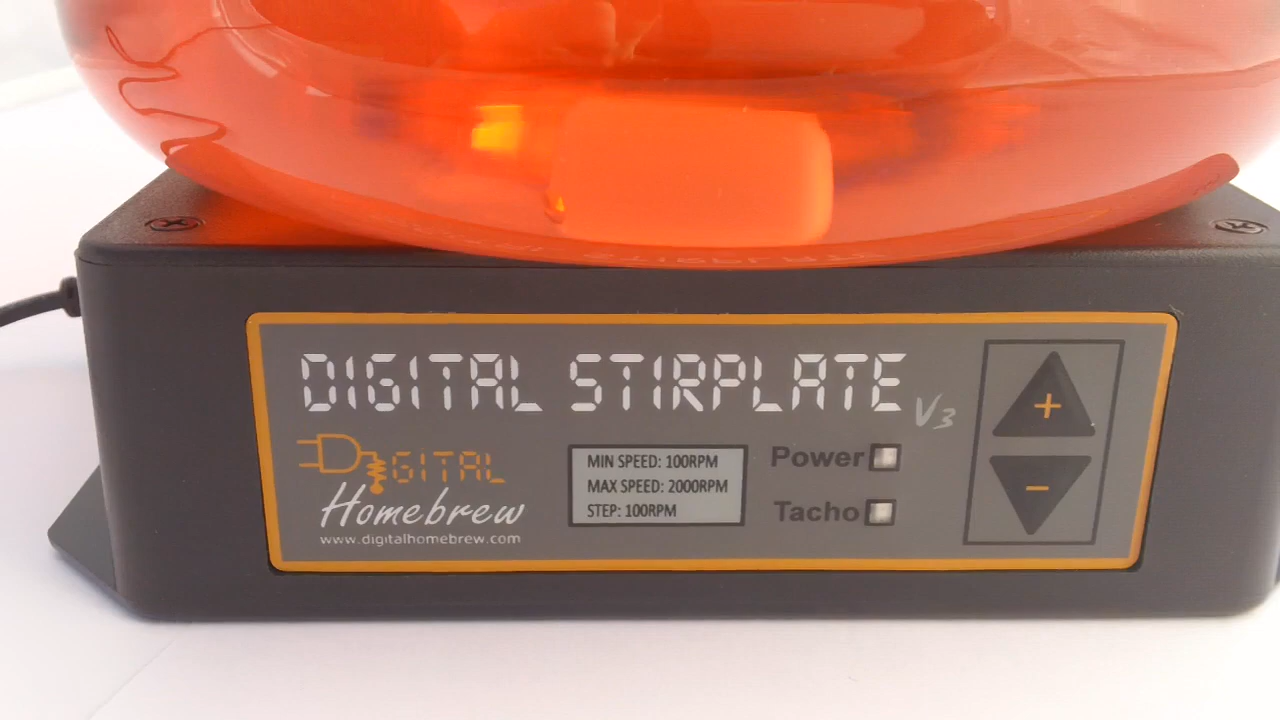 DIGITAL STIRPLATE V3
DIGITAL
Homebrew
www.digitalhomebrew.com
MIN SPEED: 100RPM
MAX SPEED: 2000RPM
STEP: 100RPM
Power
Tacho
+
−